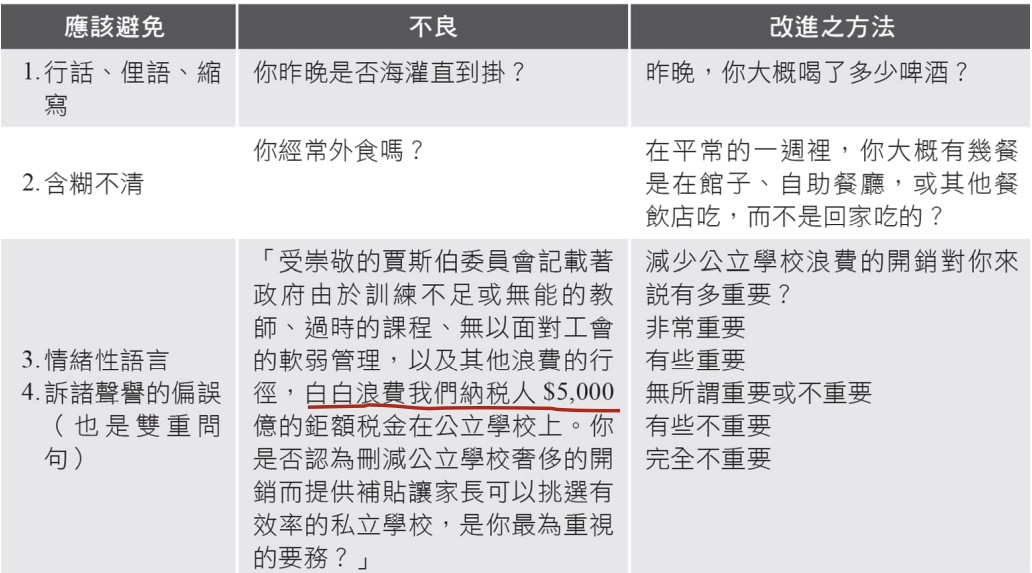 應該避免
不良
改進之方法
1.行話、俚語、縮
寫
你昨晚是否海灌直到掛？
昨晚，你大概喝了多少啤酒？
2.含糊不清
你經常外食嗎？
在平常的一週裡，你大概有幾餐
是在館子、自助餐廳，或其他餐
飲店吃，而不是回家吃的？
3.情緒性語言
4.訴諸聲譽的偏誤
（也是雙重問
句）
「受崇敬的賈斯伯委員會記載著
政府由於訓練不足或無能的教
師、過時的課程、無以面對工會
的軟弱管理，以及其他浪費的行
徑，白白浪費我們納稅人 $5,000
億的鉅額稅金在公立學校上。你
是否認為刪減公立學校奢侈的開
銷而提供補貼讓家長可以挑選有
效率的私立學校，是你最為重視
的要務？」
減少公立學校浪費的開銷對你來
說有多重要？
非常重要
有些重要
無所謂重要或不重要
有些不重要
完全不重要